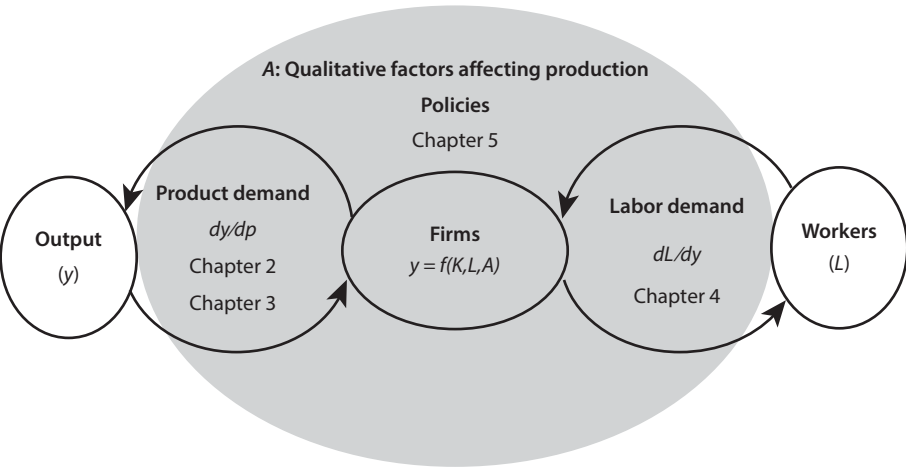 A: Qualitative factors affecting production
Policies
Chapter 5
Product demand
dy/dp
Chapter 2
Chapter 3
Labor demand
dL/dy
Chapter 4
Output
(y)
Firms
y = f(K,L,A)
Workers
(L)